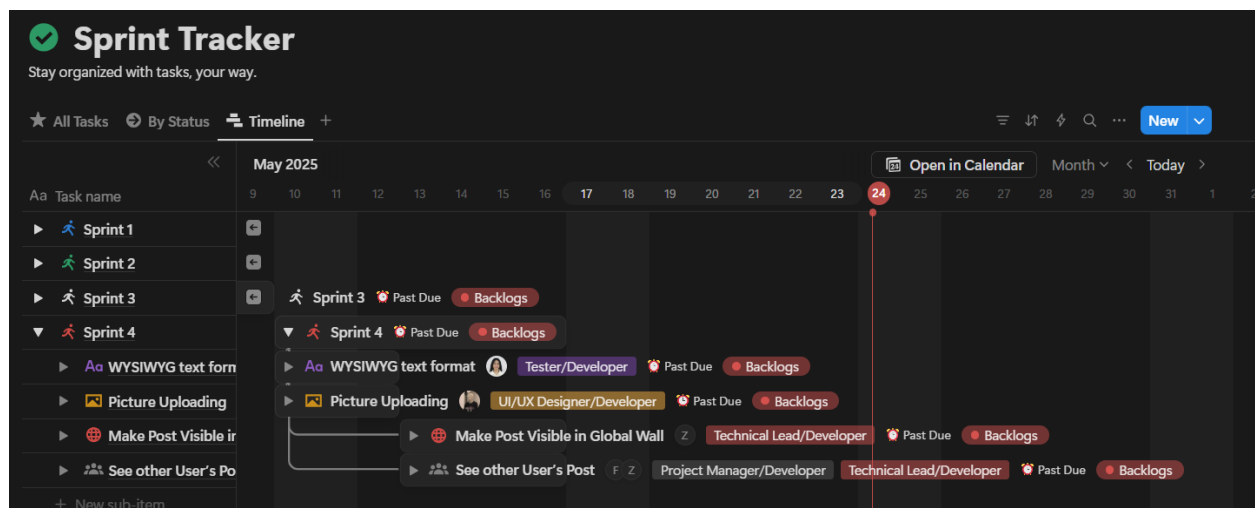 Sprint Tracker
Stay organized with tasks, your way.
All Tasks By Status Timeline + New
May 2025 24 Open in Calendar Month Today
Aa Task name 9 10 11 12 13 14 15 16 17 18 19 20 21 22 23 24 25 26 27 28 29 30 31 1
Sprint 1
Sprint 2
Sprint 3 Sprint 3 Past Due Backlogs
Sprint 4 Sprint 4 Past Due Backlogs
Aa WYSIWYG text form Aa WYSIWYG text format Tester/Developer Past Due Backlogs
Picture Uploading Picture Uploading UI/UX Designer/Developer Past Due Backlogs
Make Post Visible in Make Post Visible in Global Wall Z Technical Lead/Developer Past Due Backlogs
See other User's Po See other User's Post F Z Project Manager/Developer Technical Lead/Developer Past Due Backlogs
+ New sub-item